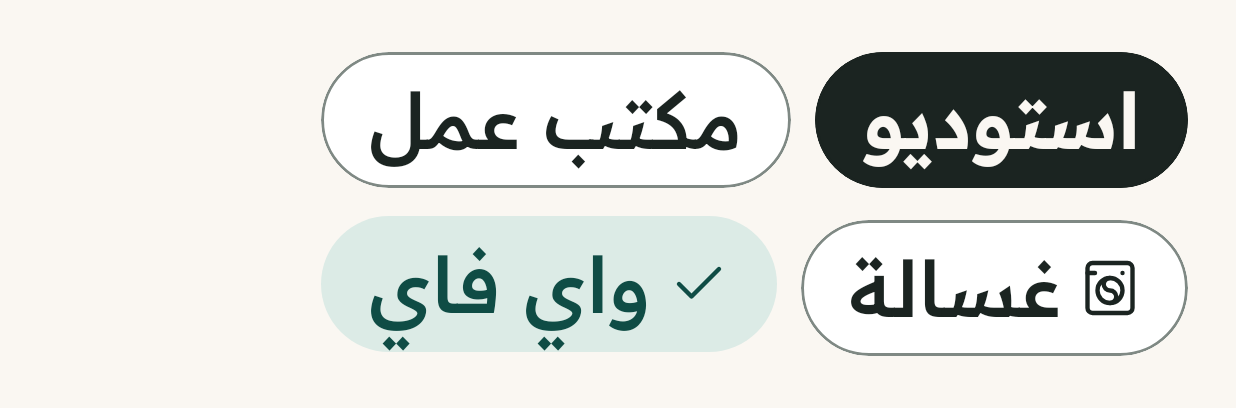 استوديو
مكتب عمل
غسالة
واي فاي